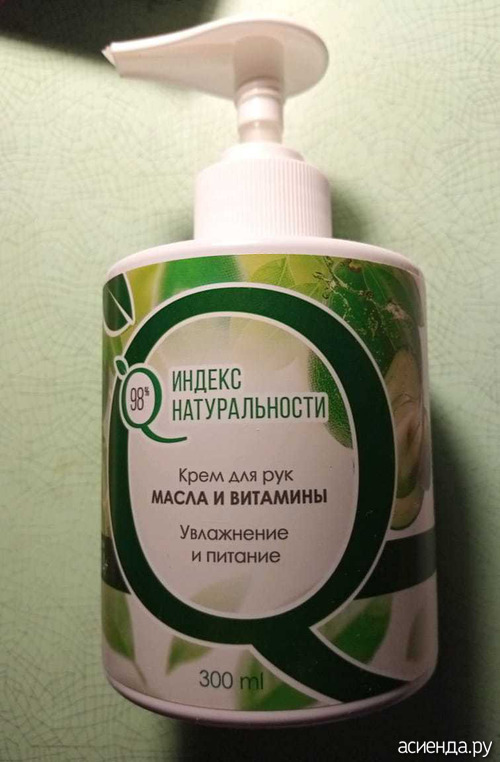 98%
ИНДЕКС
НАТУРАЛЬНОСТИ
Крем для рук
МАСЛА И ВИТАМИНЫ
Увлажнение
и питание
300 ml
асиенда.ру